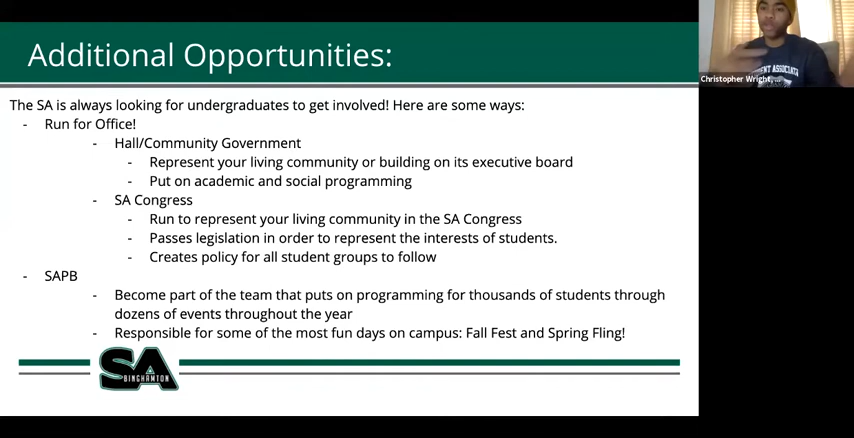 Additional Opportunities:
Christopher Wright, ...
The SA is always looking for undergraduates to get involved! Here are some ways:
- Run for Office!
- Hall/Community Government
- Represent your living community or building on its executive board
- Put on academic and social programming
- SA Congress
- Run to represent your living community in the SA Congress
- Passes legislation in order to represent the interests of students.
- Creates policy for all student groups to follow
- SAPB
- Become part of the team that puts on programming for thousands of students through
dozens of events throughout the year
- Responsible for some of the most fun days on campus: Fall Fest and Spring Fling!
SA
BINGHAMTON